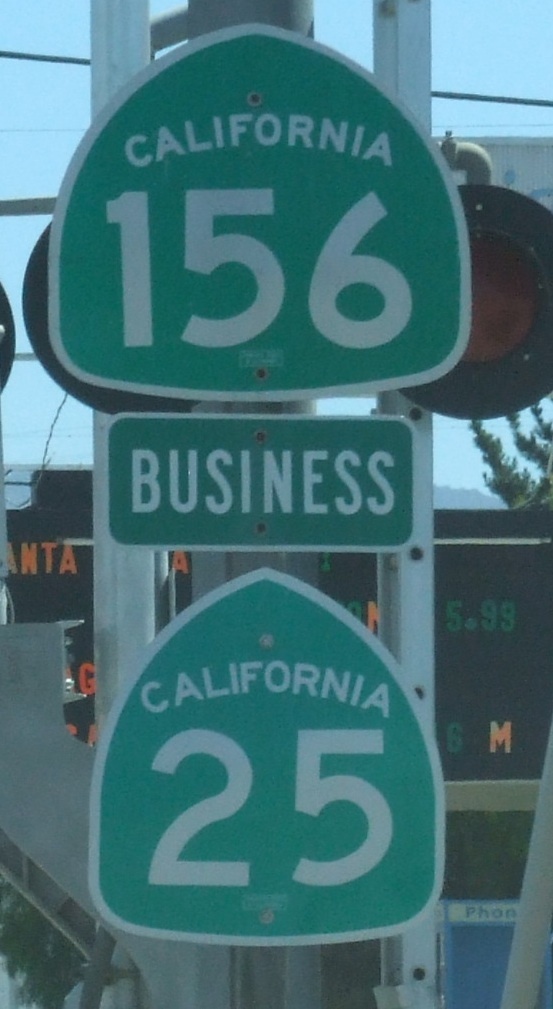 CALIFORNIA
156
BUSINESS
ANTA A
5.99
CALIFORNIA
25
M
Phon